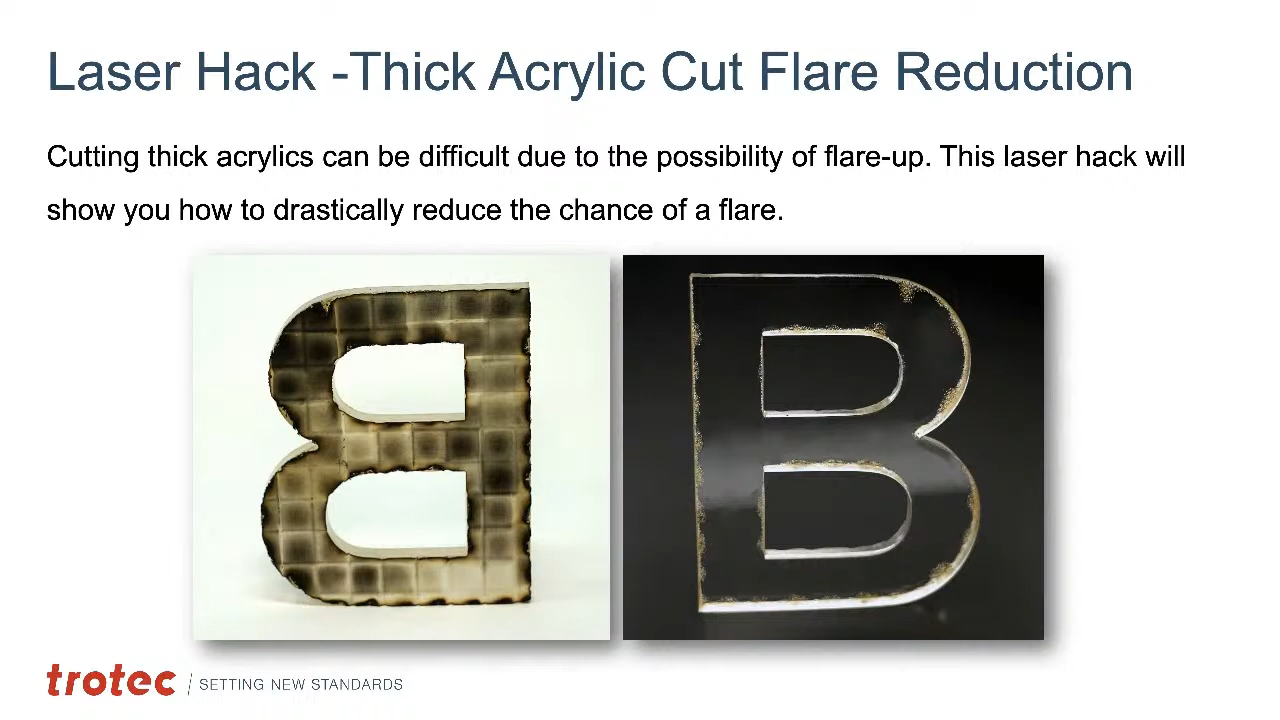 Laser Hack -Thick Acrylic Cut Flare Reduction
Cutting thick acrylics can be difficult due to the possibility of flare-up. This laser hack will
show you how to drastically reduce the chance of a flare.
B
B
trotec / SETTING NEW STANDARDS